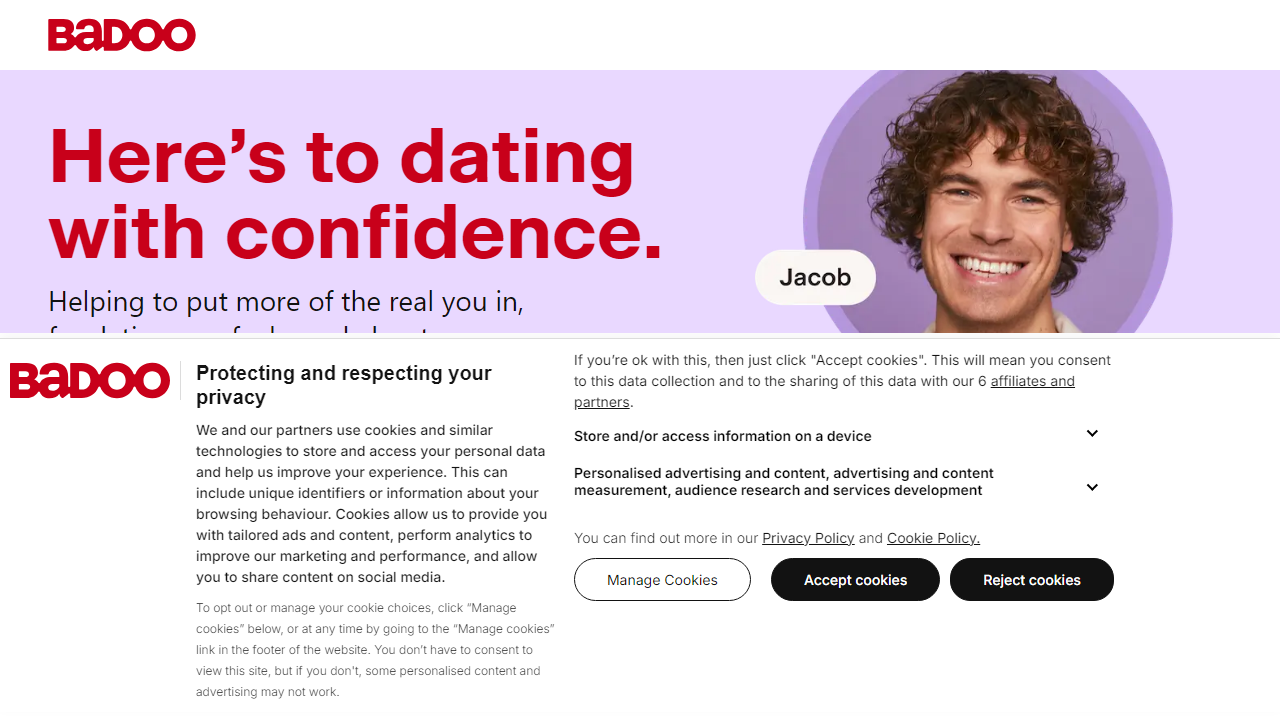 BADOO
Here’s to dating
with confidence.
Helping to put more of the real you in,
Jacob
BADOO
Protecting and respecting your
privacy
We and our partners use cookies and similar
technologies to store and access your personal data
and help us improve your experience. This can
include unique identifiers or information about your
browsing behaviour. Cookies allow us to provide you
with tailored ads and content, perform analytics to
improve our marketing and performance, and allow
you to share content on social media.
To opt out or manage your cookie choices, click “Manage
cookies” below, or at any time by going to the “Manage cookies”
link in the footer of the website. You don’t have to consent to
view this site, but if you don't, some personalised content and
advertising may not work.
If you’re ok with this, then just click "Accept cookies". This will mean you consent
to this data collection and to the sharing of this data with our 6 affiliates and
partners.
Store and/or access information on a device
Personalised advertising and content, advertising and content
measurement, audience research and services development
You can find out more in our Privacy Policy and Cookie Policy.
Manage Cookies
Accept cookies
Reject cookies